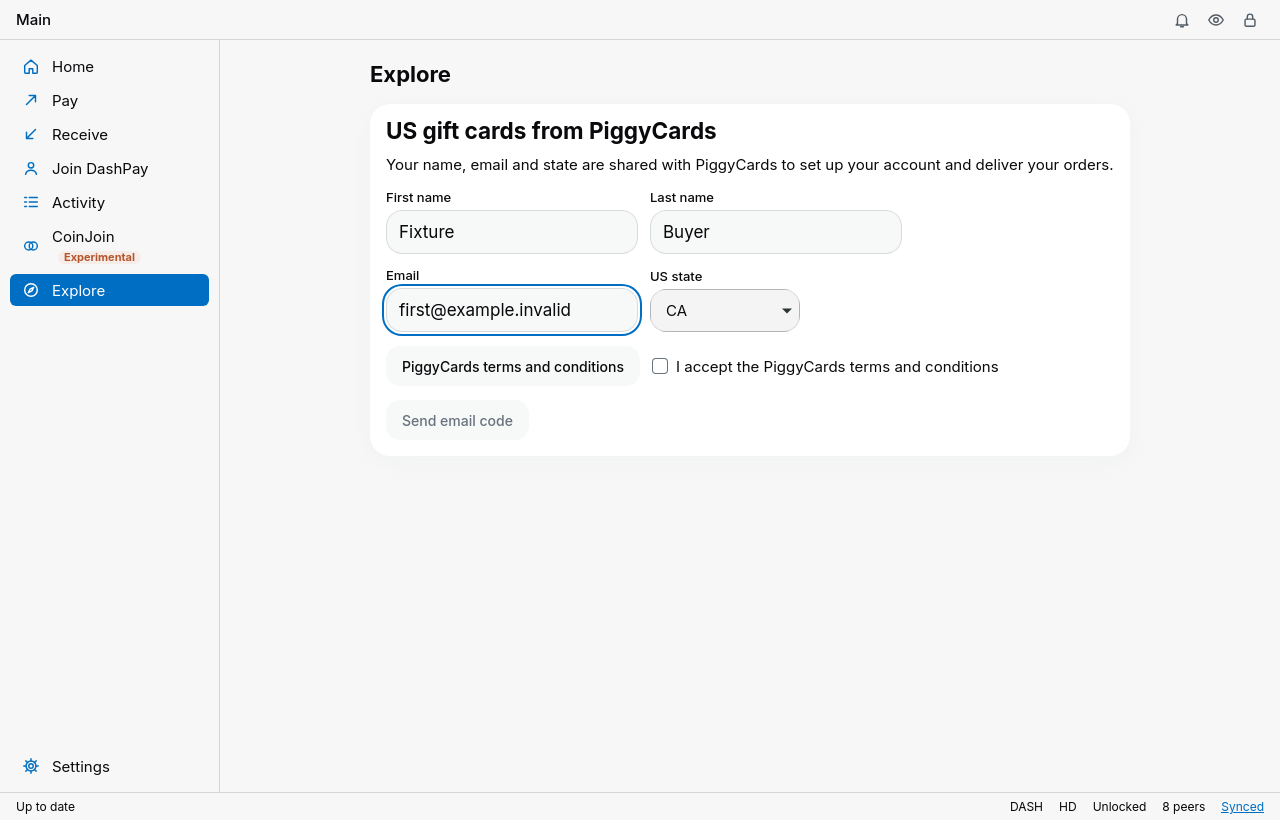 Main
Home
Pay
Receive
Join DashPay
Activity
CoinJoin
Experimental
Explore
Settings
Explore
US gift cards from PiggyCards
Your name, email and state are shared with PiggyCards to set up your account and deliver your orders.
First name
Last name
Fixture
Buyer
Email
US state
first@example.invalid
CA
PiggyCards terms and conditions
I accept the PiggyCards terms and conditions
Send email code
Up to date
DASH
HD
Unlocked
8 peers
Synced